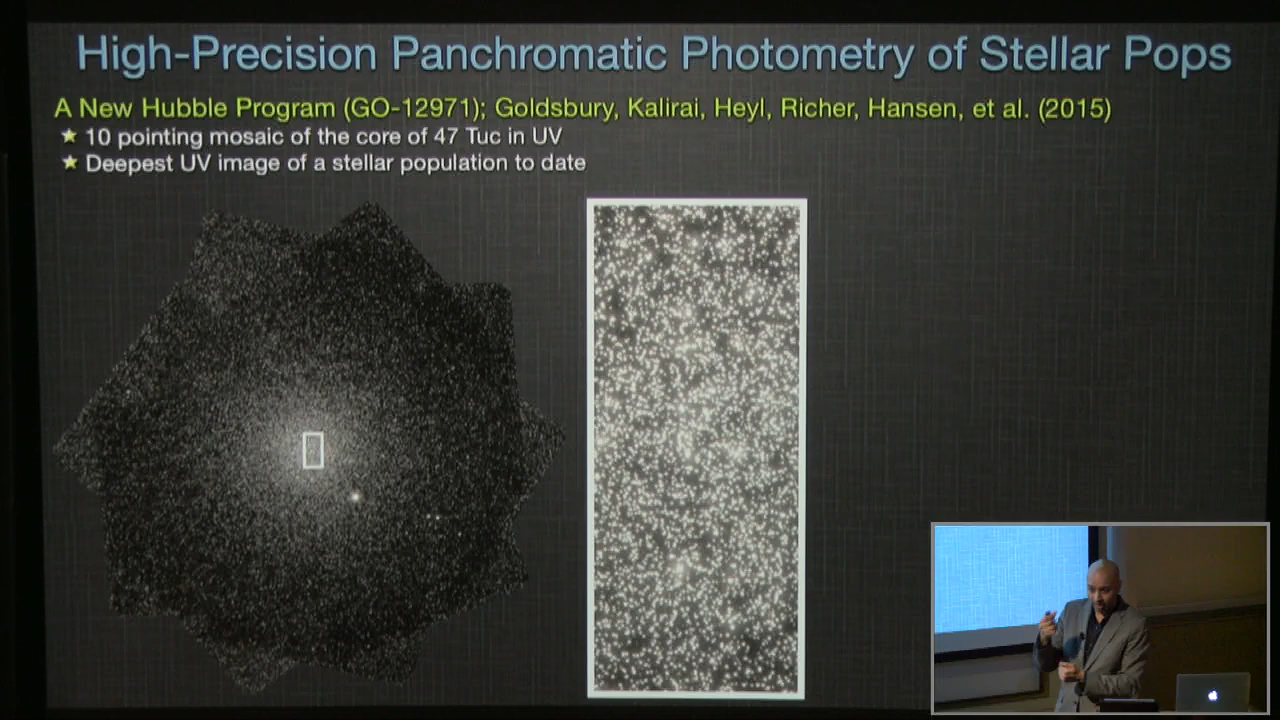 High-Precision Panchromatic Photometry of Stellar Pops
A New Hubble Program (GO-12971); Goldsbury, Kalirai, Heyl, Richer, Hansen, et al. (2015)
★ 10 pointing mosaic of the core of 47 Tuc in UV
★ Deepest UV image of a stellar population to date